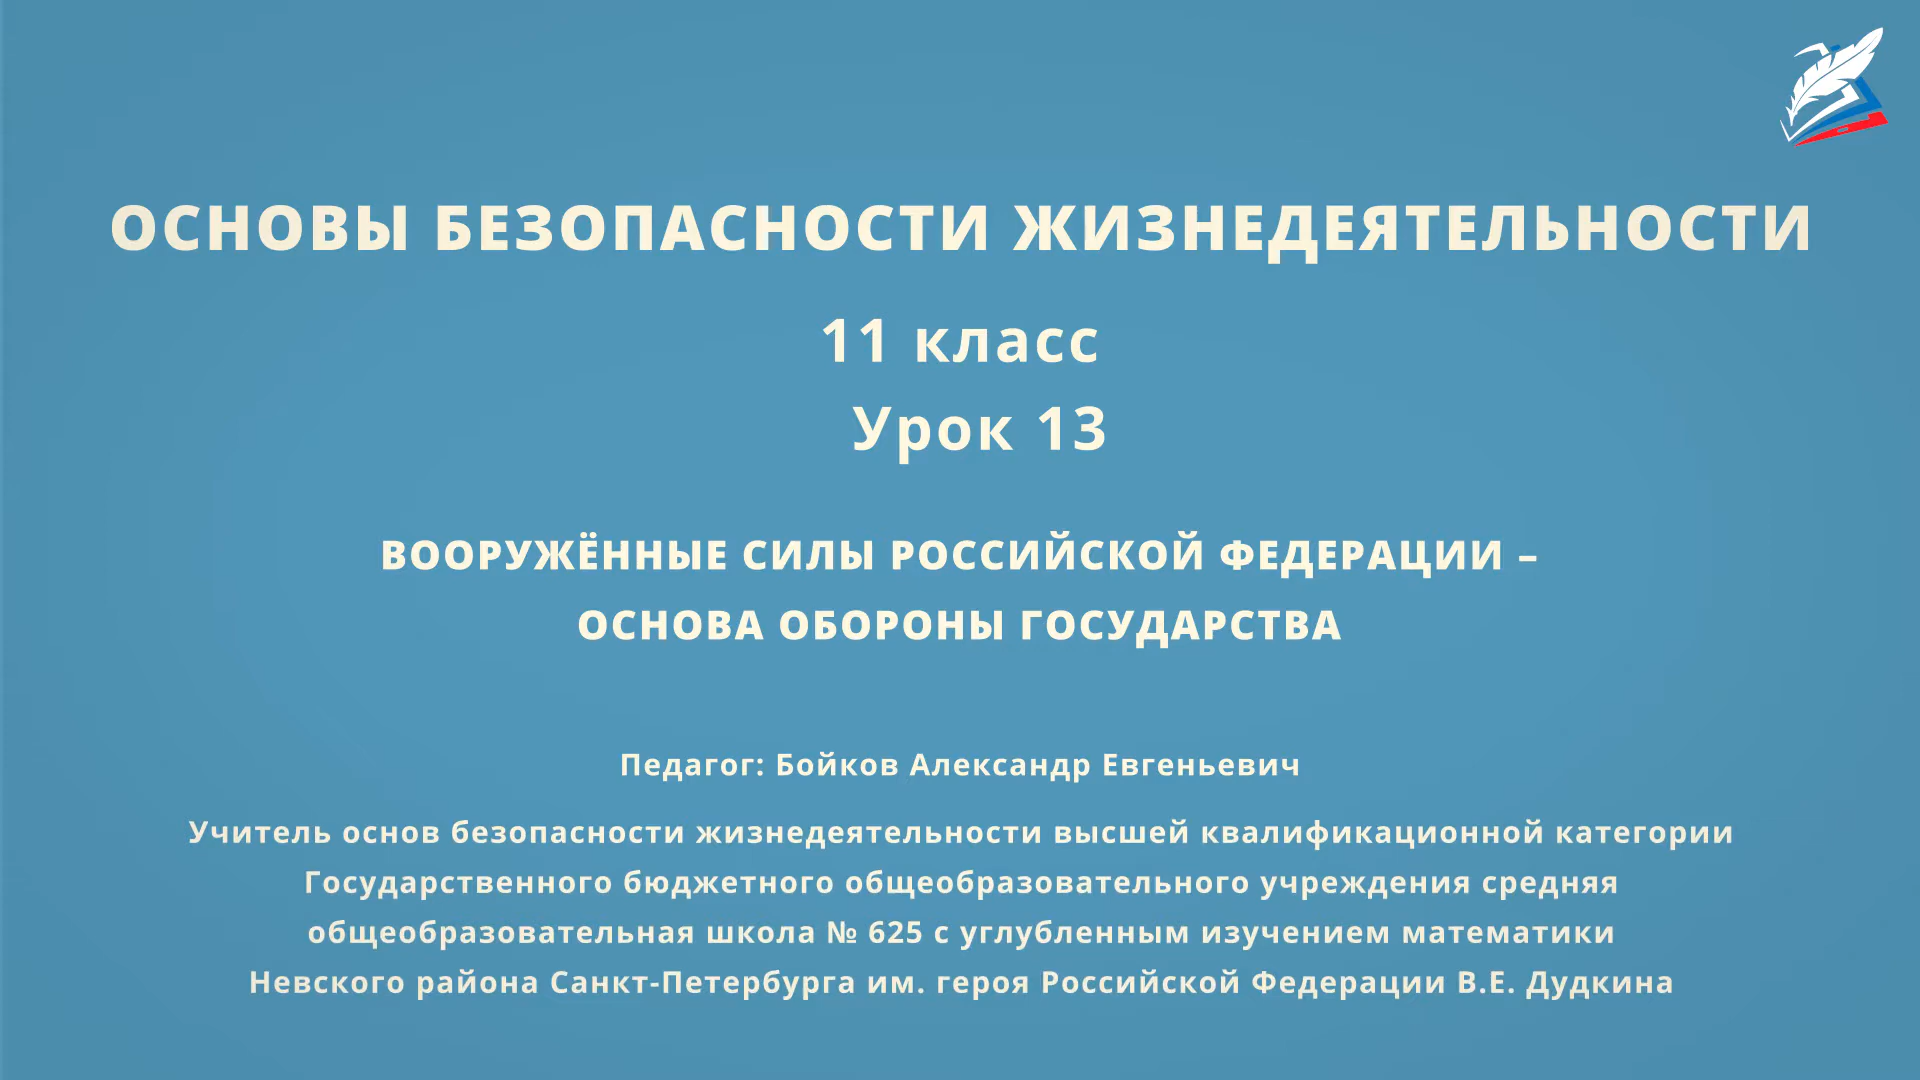 ОСНОВЫ БЕЗОПАСНОСТИ ЖИЗНЕДЕЯТЕЛЬНОСТИ
11 класс
Урок 13
ВООРУЖЁННЫЕ СИЛЫ РОССИЙСКОЙ ФЕДЕРАЦИИ –
ОСНОВА ОБОРОНЫ ГОСУДАРСТВА
Педагог: Бойков Александр Евгеньевич
Учитель основ безопасности жизнедеятельности высшей квалификационной категории
Государственного бюджетного общеобразовательного учреждения средняя
общеобразовательная школа № 625 с углубленным изучением математики
Невского района Санкт-Петербурга им. героя Российской Федерации В.Е. Дудкина